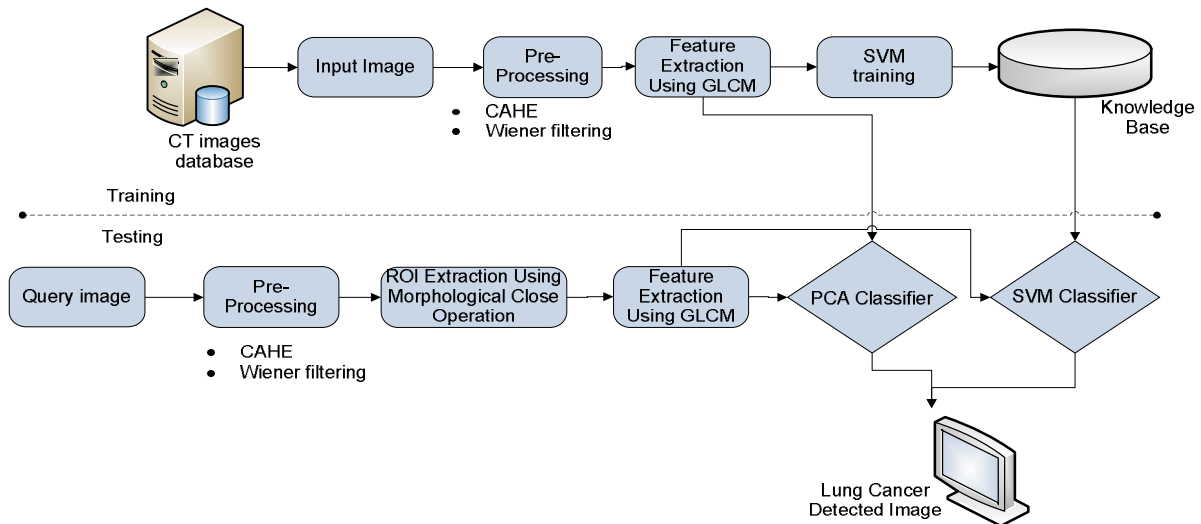 Input Image
Pre-
Processing
Feature
Extraction
Using GLCM
SVM
training
CT images
database
• CAHE
• Wiener filtering
Knowledge
Base
Training
Testing
Query image
Pre-
Processing
ROI Extraction Using
Morphological Close
Operation
Feature
Extraction
Using GLCM
PCA Classifier
SVM Classifier
• CAHE
• Wiener filtering
Lung Cancer
Detected Image